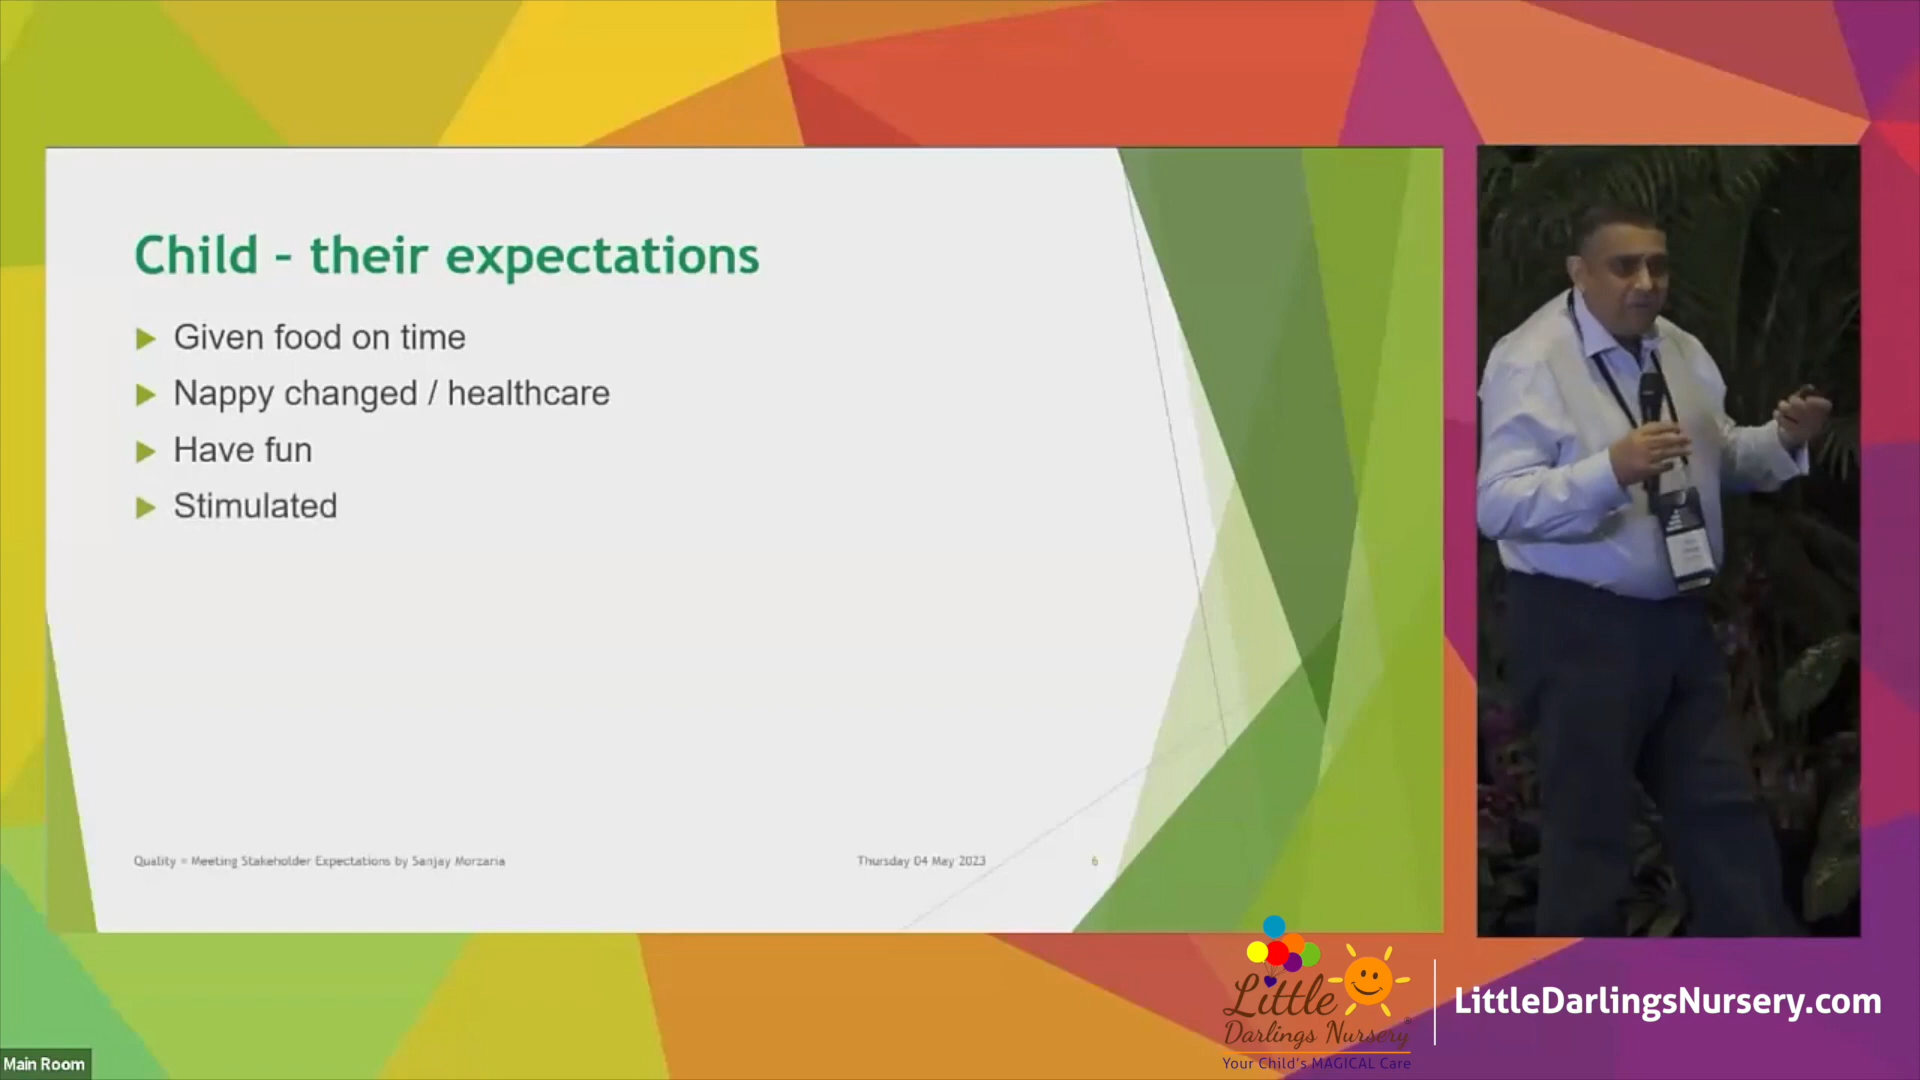 Child – their expectations
Given food on time
Nappy changed / healthcare
Have fun
Stimulated
Quality = Meeting Stakeholder Expectations by Sanjay Morzaria
Thursday 04 May 2023
6
Little
Darlings Nursery®
Your Child's MAGICAL Care
LittleDarlingsNursery.com
Main Room